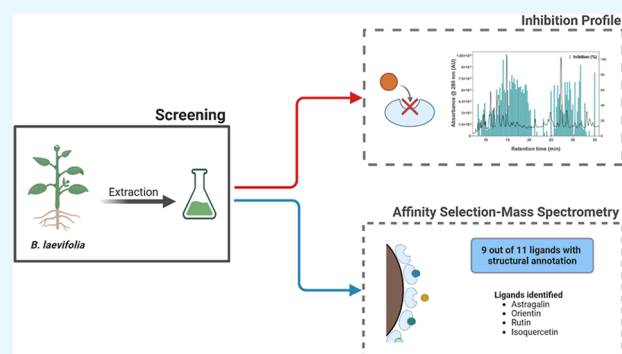 Inhibition Profile
Inibition (%)
Absorbance @ 280 nm (AU)
Retention time (min)
Screening
Extraction
B. laevifolia
Affinity Selection-Mass Spectrometry
9 out of 11 ligands with
structural annotation
Ligands identified
• Astragalin
• Orientin
• Rutin
• Isoquercetin